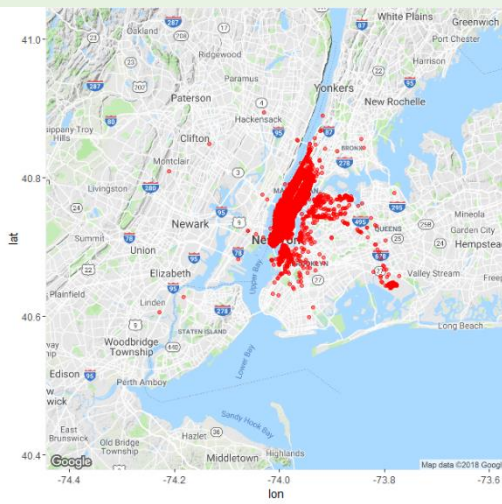 White Plains
Greenwich
Oakland
Port Chester
41.0
Ridgewood
Harrison
Paramus
Yonkers
Paterson
New Rochelle
Hackensack
Clifton
BRONX
Montclair
40.8
Livingston
Mineola
Newark
QUEENS
Garden City
Summit
Union
Hempste
Elizabeth
Valley Stream
Plainfield
Upper Bay
Linden
40.6
STATEN ISLAND
Long Beach
Woodbridge
Township
Lower Bay
Edison
Perth Amboy
Sandy Hook Bay
East
Brunswick
Old Bridge
Township
Hazlet
Highlands
Middletown
40.4
Google
Map data ©2018 Googl
-74.4
-74.2
-74.0
-73.8
-73.6
lon
lat